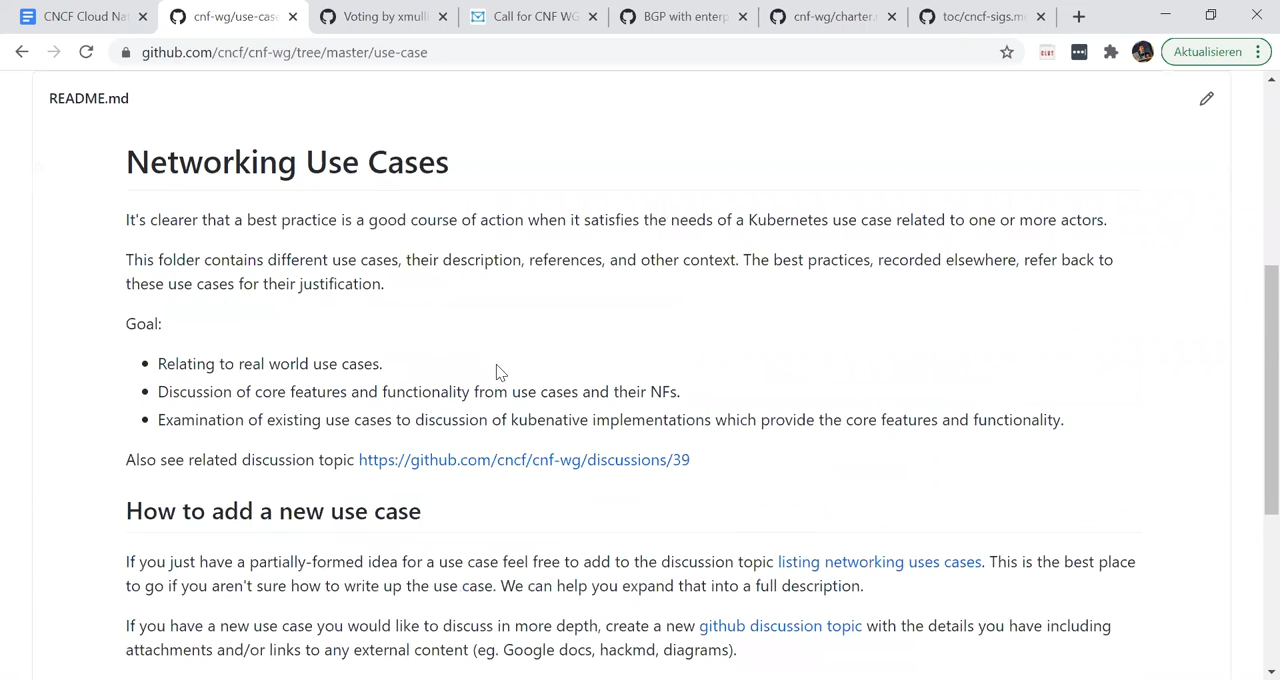 CNCF Cloud Nat
cnf-wg/use-case
Voting by xmulli
Call for CNF WG
BGP with enterp
cnf-wg/charter.
toc/cncf-sigs.m
github.com/cncf/cnf-wg/tree/master/use-case
Aktualisieren
README.md
Networking Use Cases
It's clearer that a best practice is a good course of action when it satisfies the needs of a Kubernetes use case related to one or more actors.
This folder contains different use cases, their description, references, and other context. The best practices, recorded elsewhere, refer back to
these use cases for their justification.
Goal:
Relating to real world use cases.
Discussion of core features and functionality from use cases and their NFs.
Examination of existing use cases to discussion of kubenative implementations which provide the core features and functionality.
Also see related discussion topic https://github.com/cncf/cnf-wg/discussions/39
How to add a new use case
If you just have a partially-formed idea for a use case feel free to add to the discussion topic listing networking uses cases. This is the best place
to go if you aren't sure how to write up the use case. We can help you expand that into a full description.
If you have a new use case you would like to discuss in more depth, create a new github discussion topic with the details you have including
attachments and/or links to any external content (eg. Google docs, hackmd, diagrams).